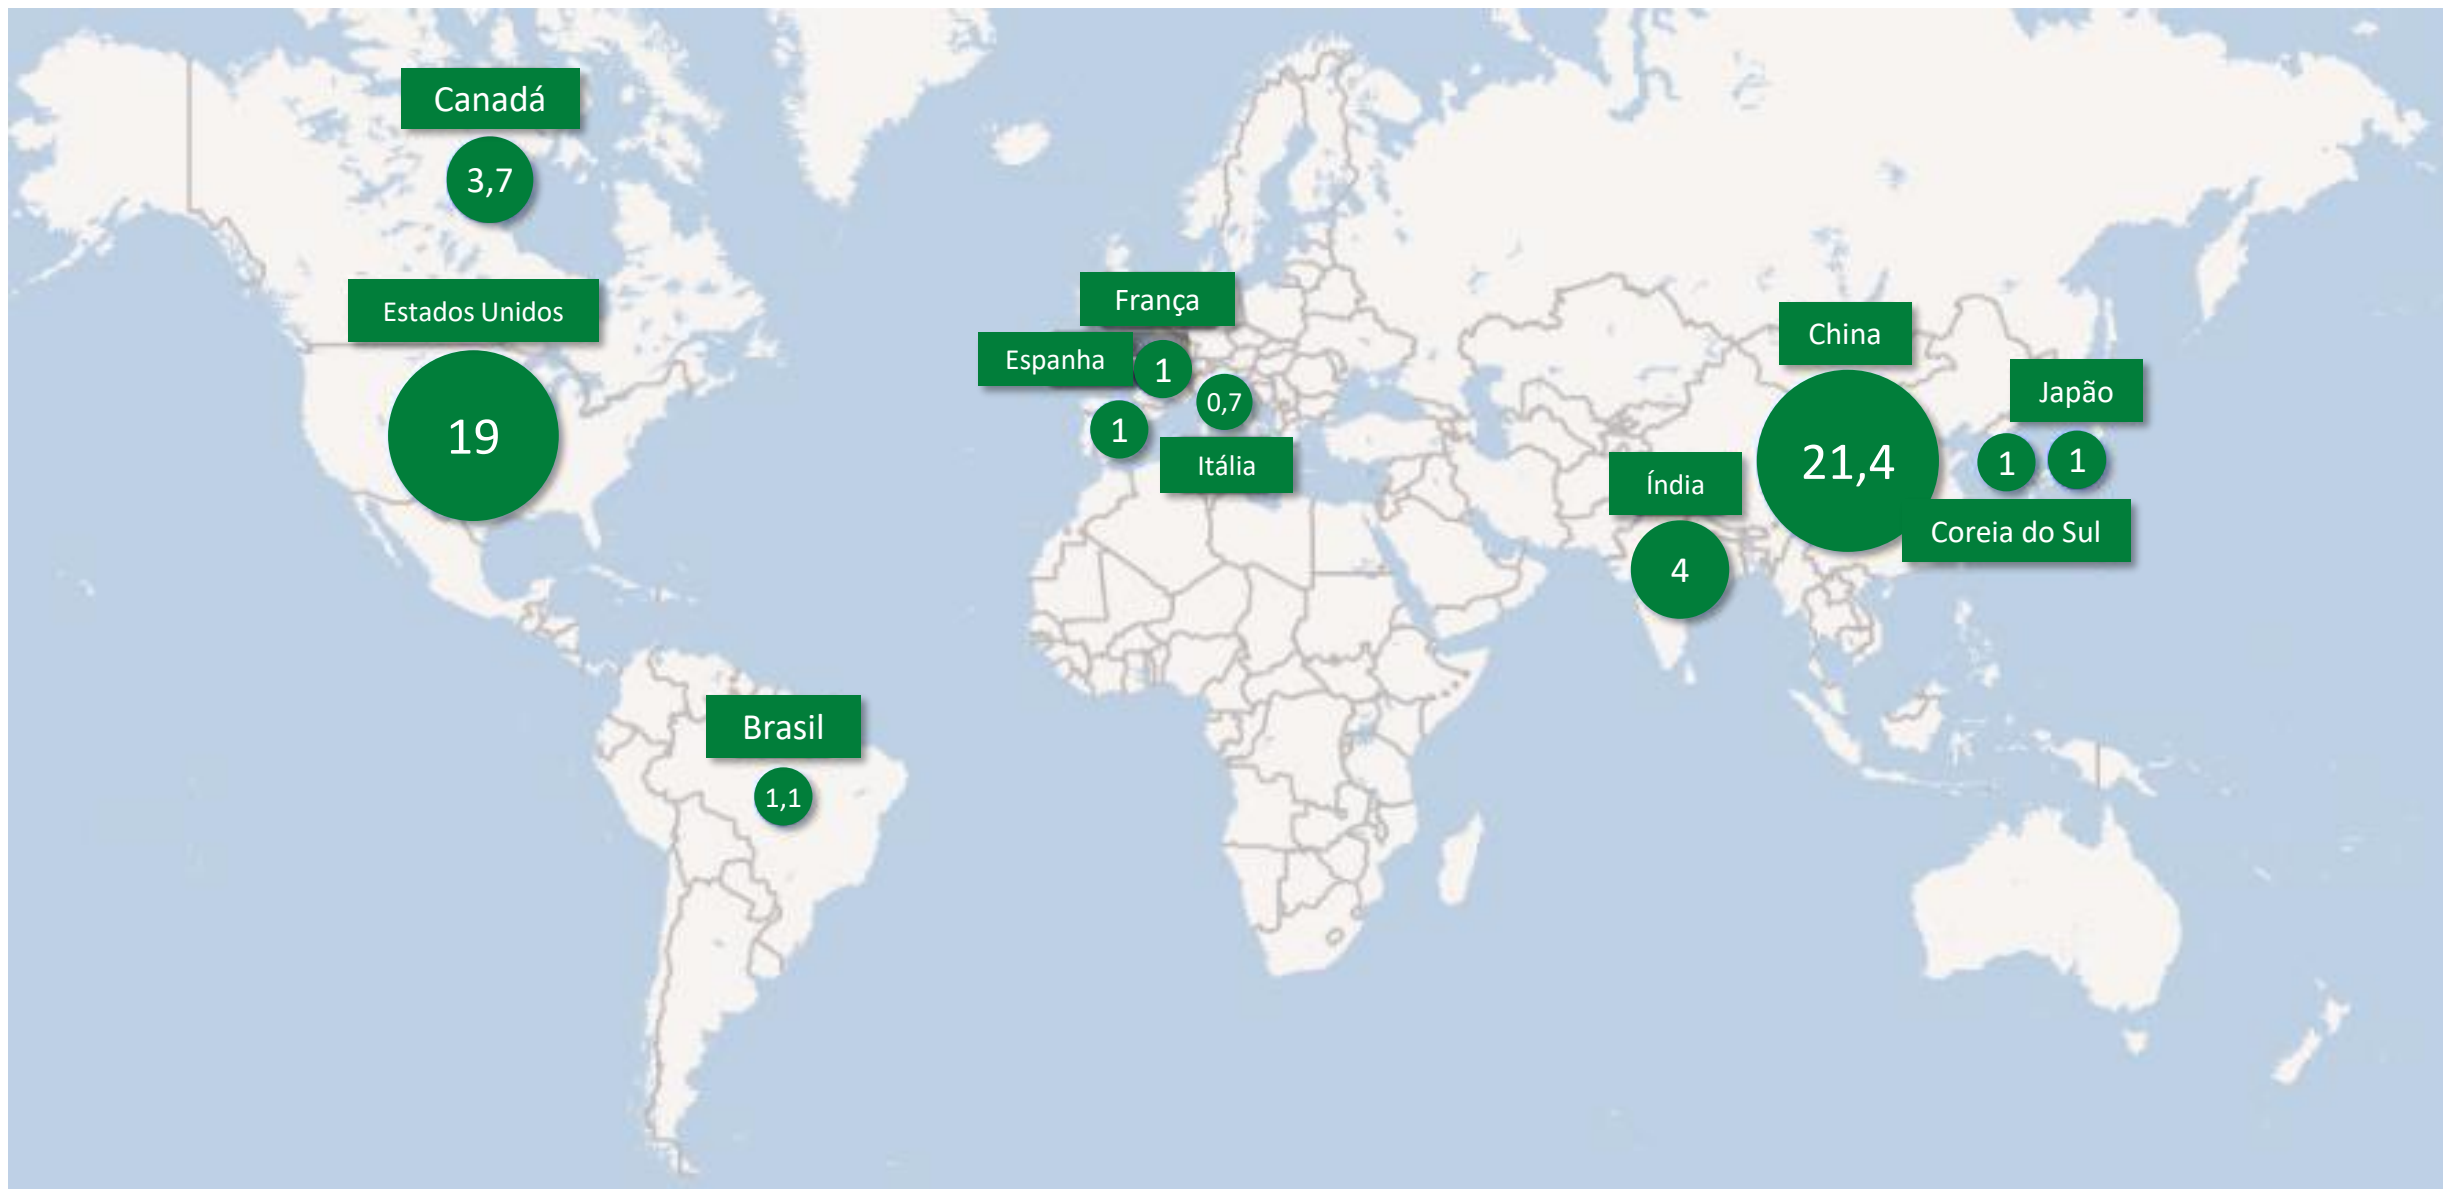 Canadá
3,7
Estados Unidos
19
França
Espanha
1
0,7
1
Itália
China
Japão
21,4
1
1
Índia
4
Coreia do Sul
Brasil
1,1